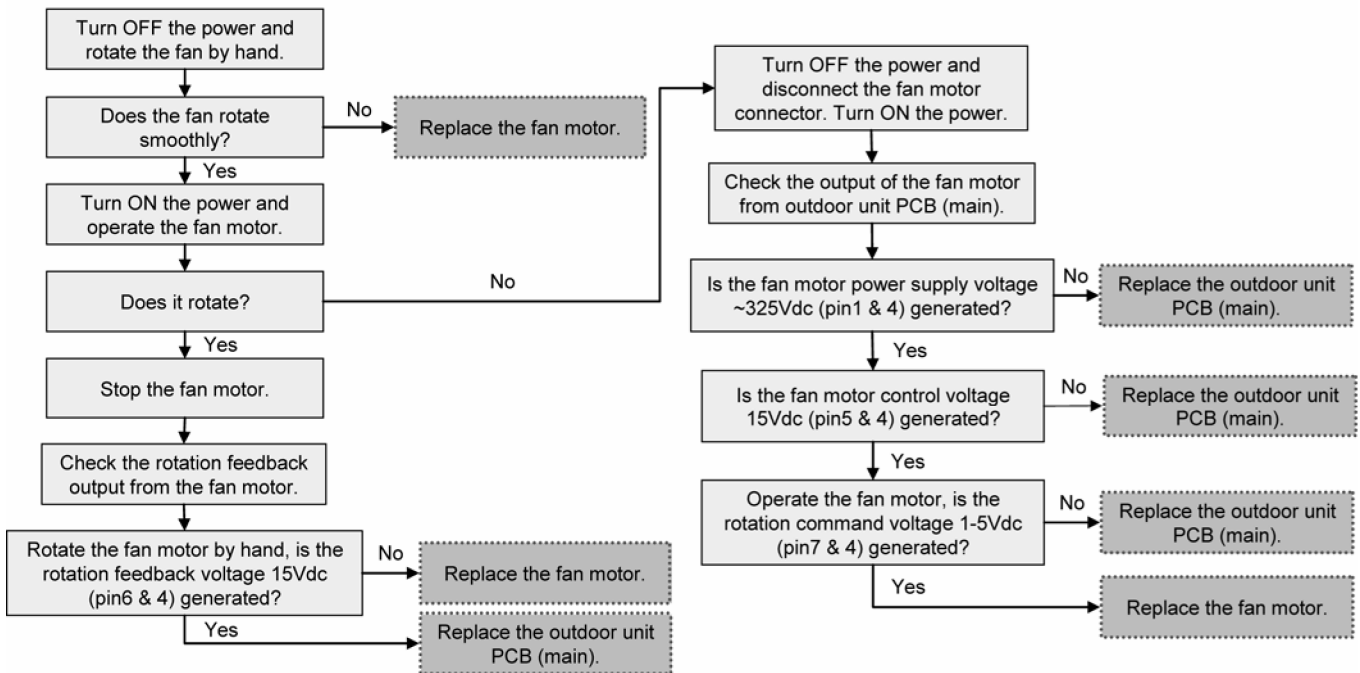 Turn OFF the power and
rotate the fan by hand.
Does the fan rotate
smoothly?
No
Replace the fan motor.
Yes
Turn ON the power and
operate the fan motor.
Does it rotate?
No
Yes
Stop the fan motor.
Check the rotation feedback
output from the fan motor.
Rotate the fan motor by hand, is the
rotation feedback voltage 15Vdc
(pin6 & 4) generated?
No
Replace the fan motor.
Yes
Replace the outdoor unit
PCB (main).
Turn OFF the power and
disconnect the fan motor
connector. Turn ON the power.
Check the output of the fan motor
from outdoor unit PCB (main).
Is the fan motor power supply voltage
~325Vdc (pin1 & 4) generated?
No
Replace the outdoor unit
PCB (main).
Yes
Is the fan motor control voltage
15Vdc (pin5 & 4) generated?
No
Replace the outdoor unit
PCB (main).
Yes
Operate the fan motor, is the
rotation command voltage 1-5Vdc
(pin7 & 4) generated?
No
Replace the outdoor unit
PCB (main).
Yes
Replace the fan motor.